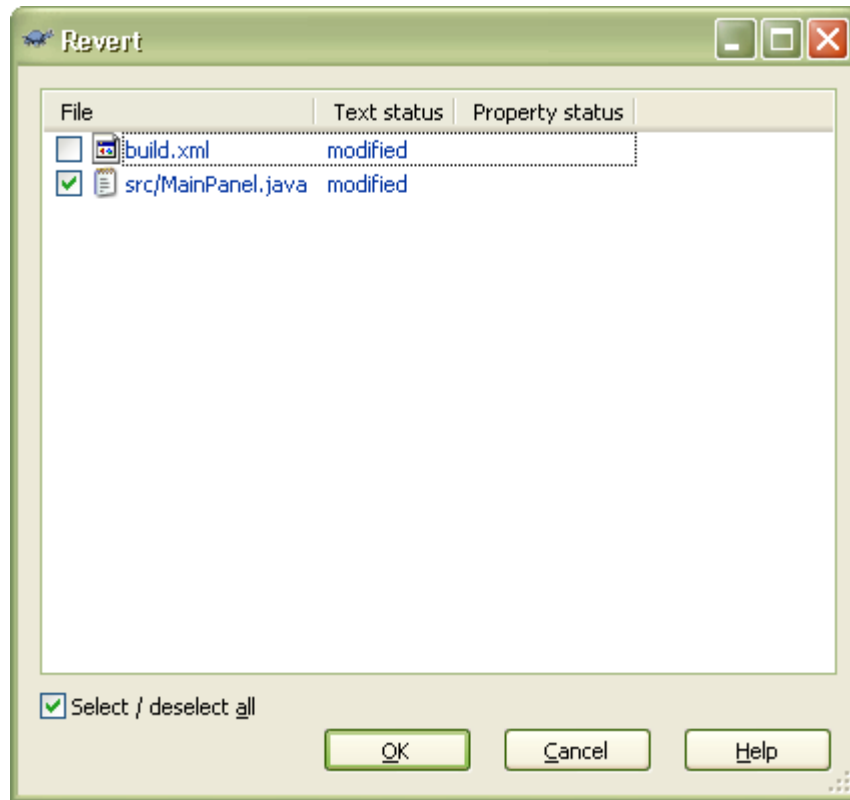 Revert
File Text status Property status
build.xml modified
src/MainPanel.java modified
Select / deselect all
OK Cancel Help